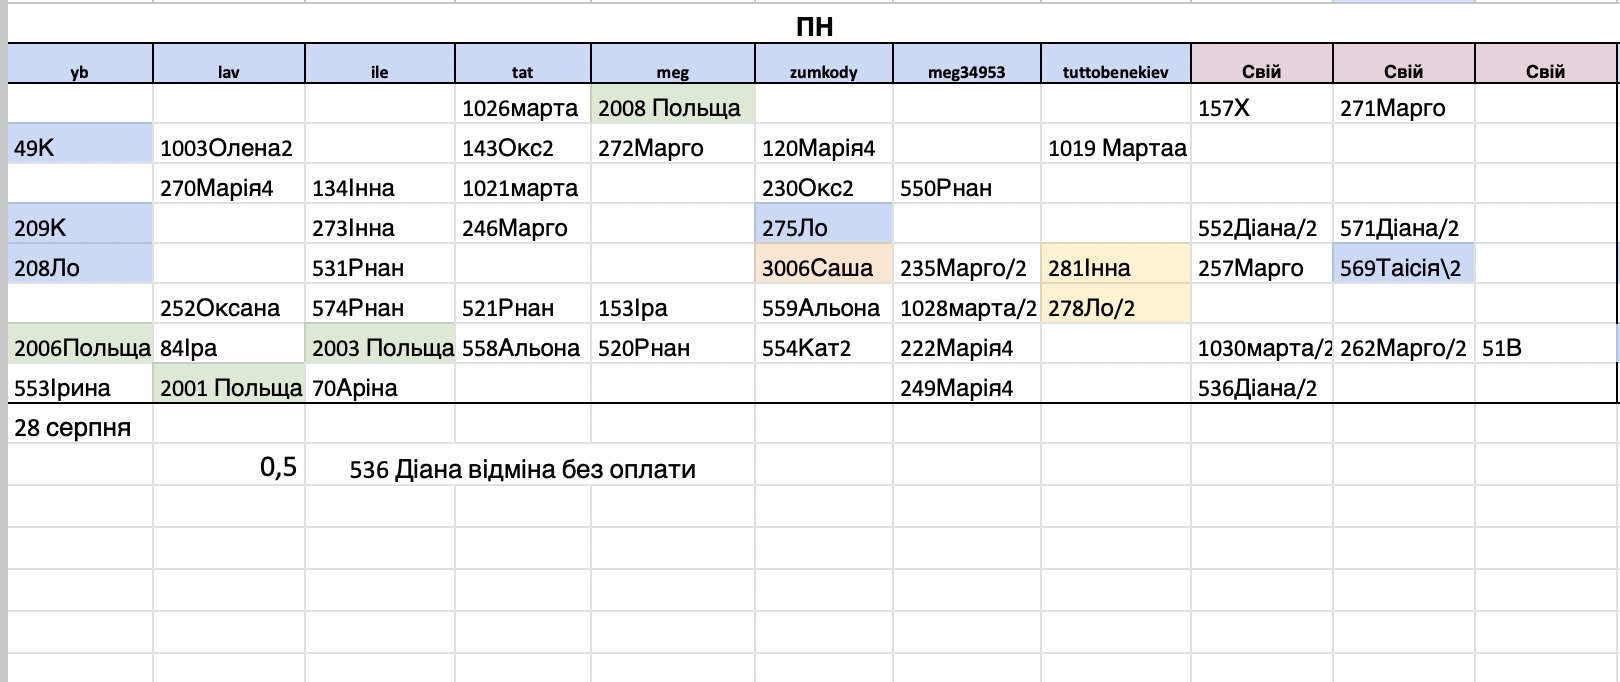 ПН
yb lav ile tat meg zumkody meg34953 tuttobenekiev Свій Свій Свій
1026марта 2008 Польща 157Х 271Марго
49К 1003Олена2 143Окс2 272Марго 120Марія4 1019 Мартаа
270Марія4 134Інна 1021марта 230Окс2 550Рнан
209К 273Інна 246Марго 275Ло 552Діана/2 571Діана/2
208Ло 531Рнан 3006Саша 235Марго/2 281Інна 257Марго 569Таісія\2
252Оксана 574Рнан 521Рнан 153Іра 559Альона 1028марта/2 278Ло/2
2006Польща 84Іра 2003 Польща 558Альона 520Рнан 554Кат2 222Марія4 1030марта/2 262Марго/2 51В
553Ірина 2001 Польща 70Аріна 249Марія4 536Діана/2
28 серпня
0,5 536 Діана відміна без оплати